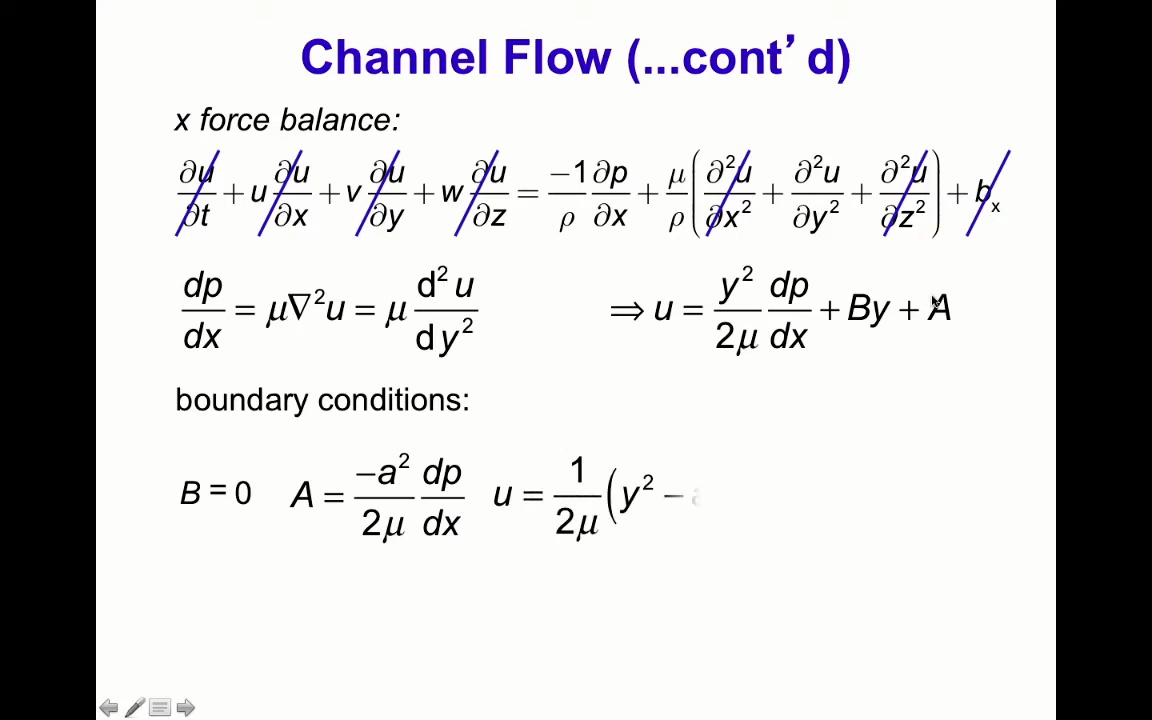 Channel Flow (...cont’d)
x force balance:
∂u/∂t + u ∂u/∂x + v ∂u/∂y + w ∂u/∂z = −1/ρ ∂p/∂x + μ/ρ (∂²u/∂x² + ∂²u/∂y² + ∂²u/∂z²) + bₓ
dp/dx = μ∇²u = μ d²u/dy² ⇒ u = y²/2μ dp/dx + By + A
boundary conditions:
B = 0 A = −a²/2μ dp/dx u = 1/2μ (y² −